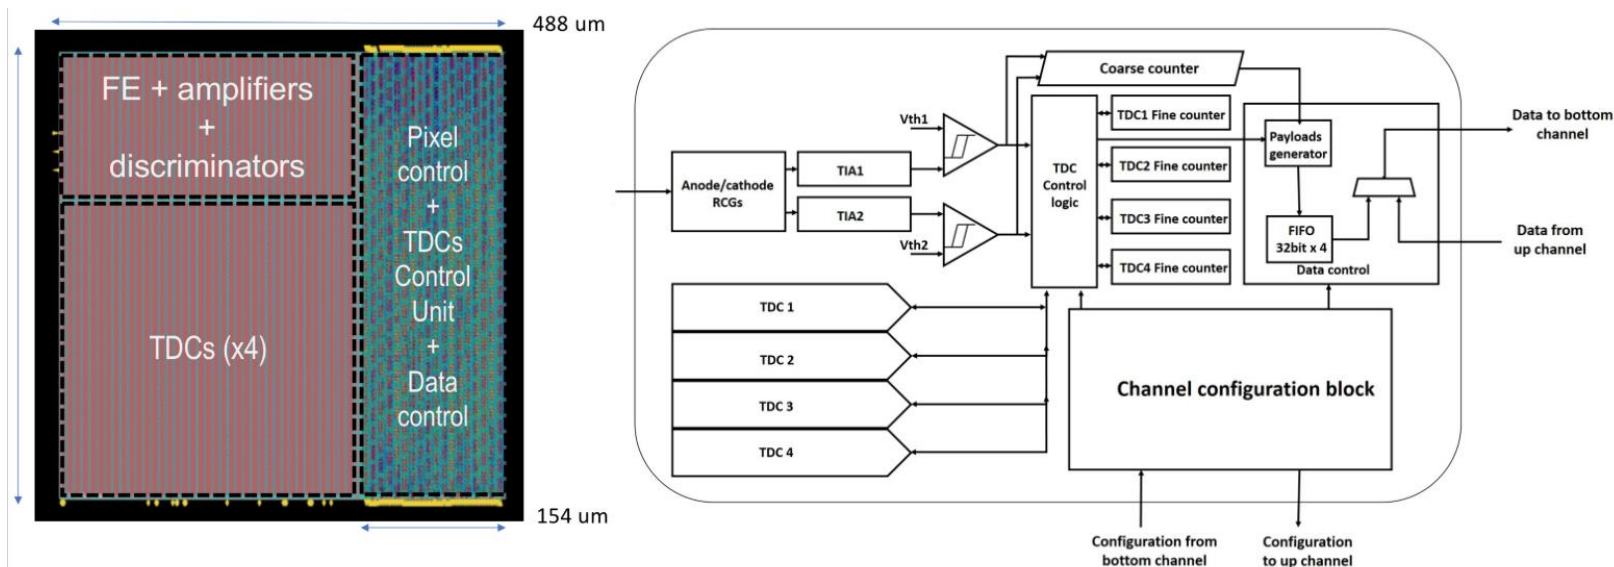 488 um
FE + amplifiers
+
discriminators
TDCs (x4)
Pixel
control
+
TDCs
Control
Unit
+
Data
control
154 um
Coarse counter
Vth1
Vth2
Anode/cathode
RCGs
TIA1
TIA2
TDC
Control
logic
TDC1 Fine counter
TDC2 Fine counter
TDC3 Fine counter
TDC4 Fine counter
Payloads
generator
FIFO
32bit x 4
Data control
Data to bottom
channel
Data from
up channel
TDC 1
TDC 2
TDC 3
TDC 4
Channel configuration block
Configuration from
bottom channel
Configuration
to up channel